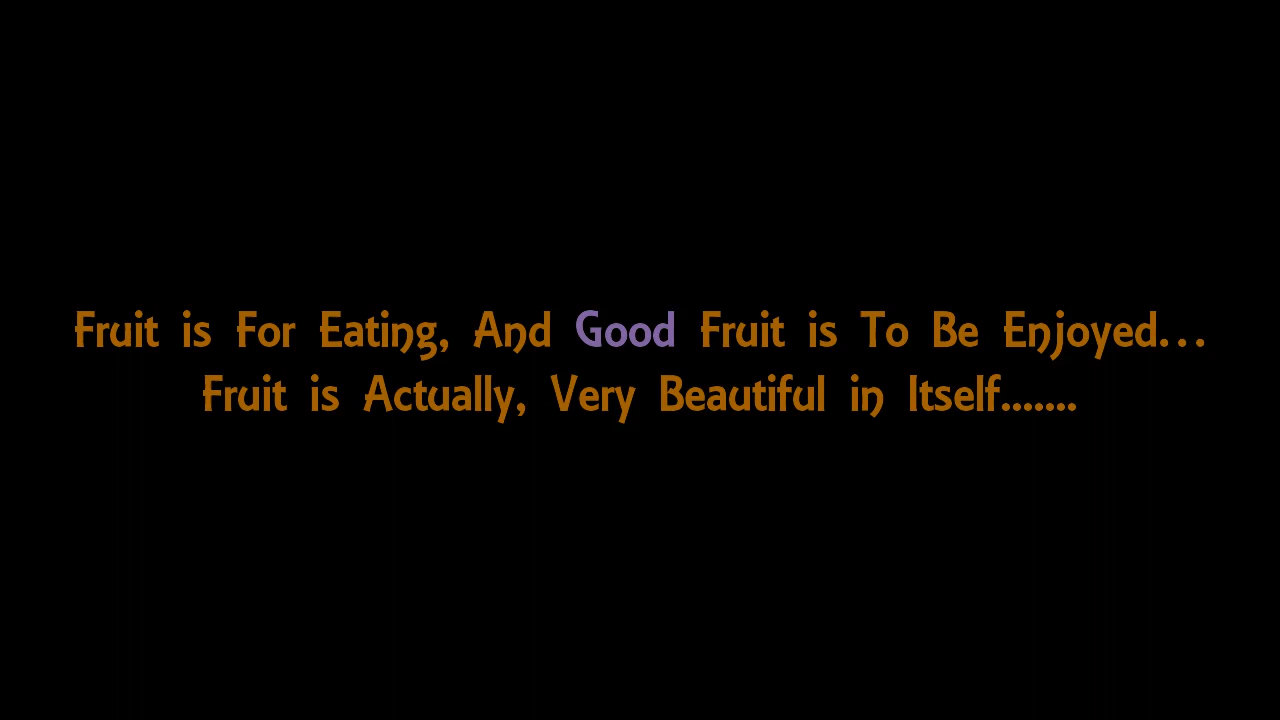 Fruit is For Eating, And Good Fruit is To Be Enjoyed...
Fruit is Actually, Very Beautiful in Itself.......